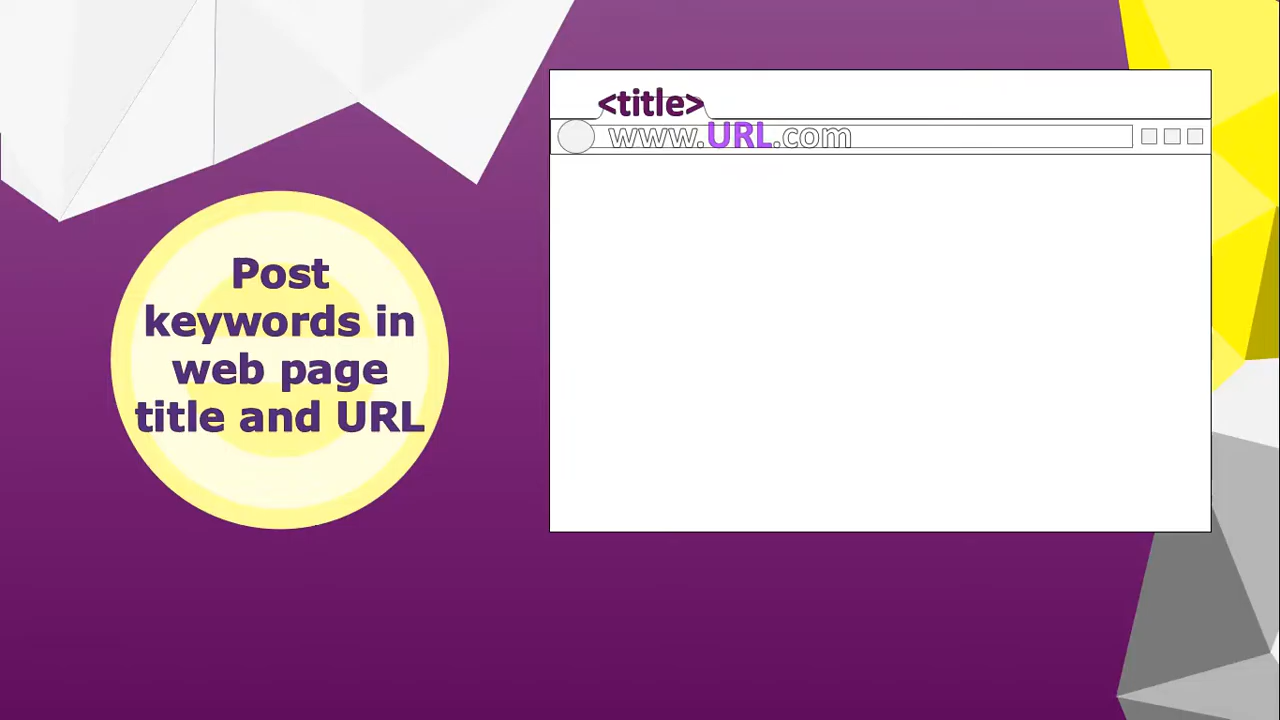 <title>
www.URL.com
Post
keywords in
web page
title and URL